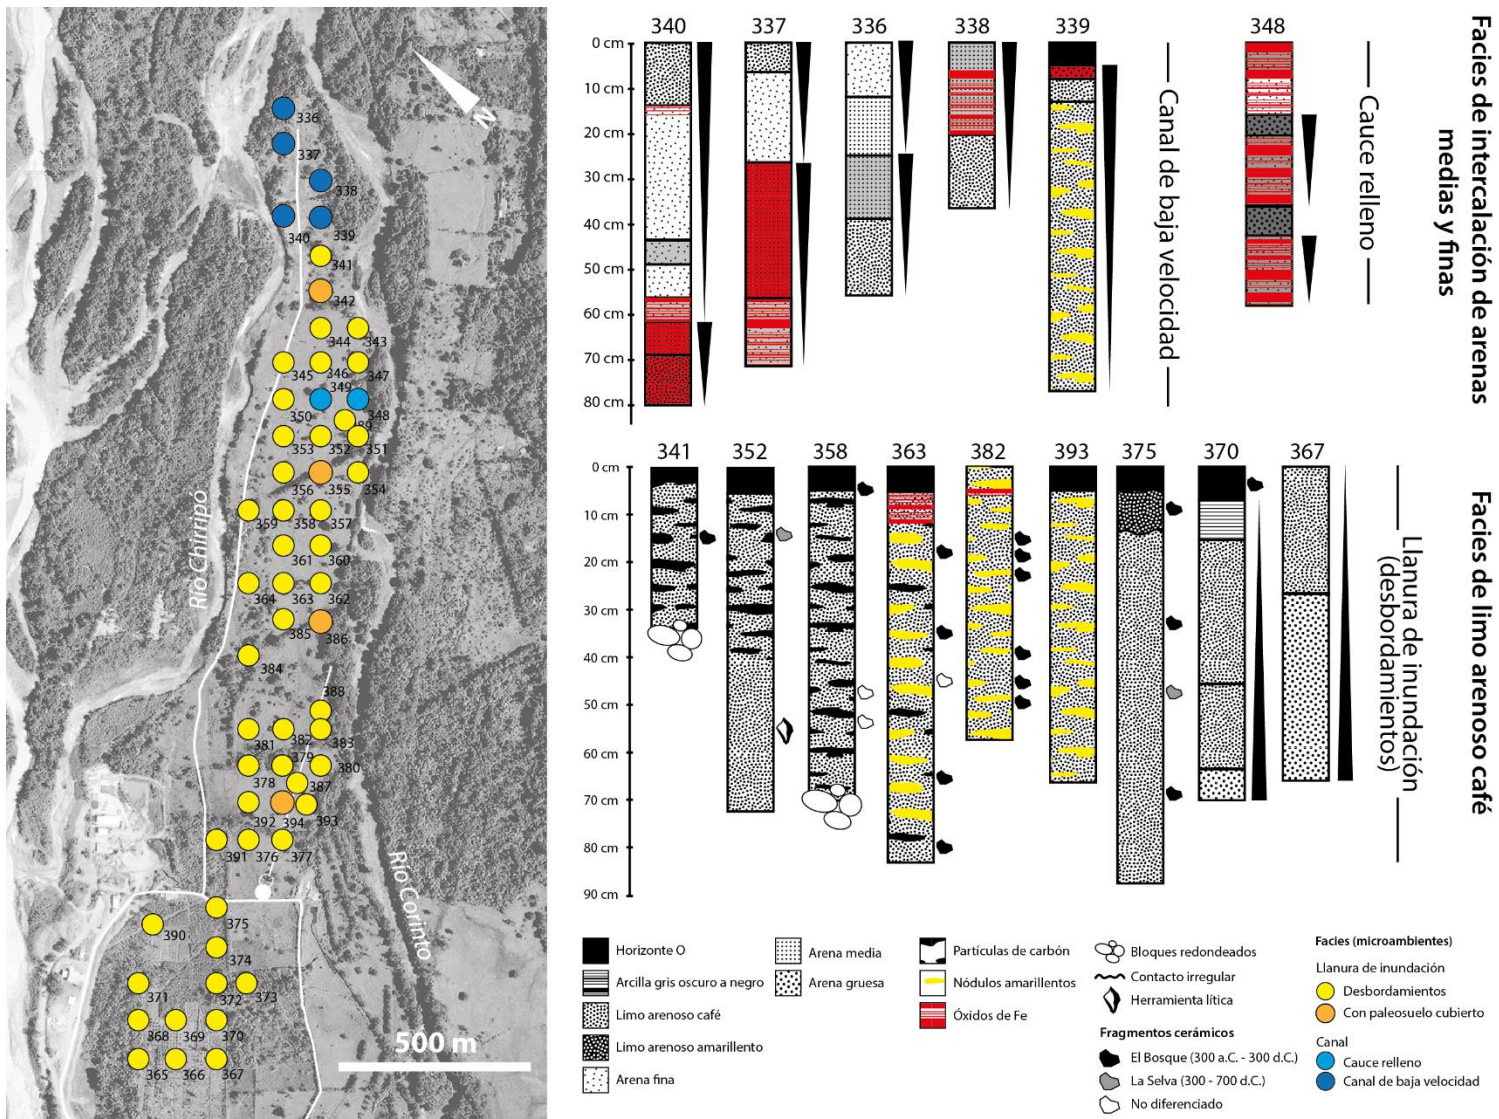 336
337
338
340
339
341
342
344
343
345
346
347
349
350
348
89
353
352
351
356
355
354
359
358
357
361
360
364
363
362
385
386
384
388
381
382
383
379
378
380
387
392
394
393
391
376
377
375
390
374
371
372
373
368
369
370
365
366
367
N
Río Chirripó
Río Corinto
500 m
340
337
336
338
339
348
0 cm
10 cm
20 cm
30 cm
40 cm
50 cm
60 cm
70 cm
80 cm
Canal de baja velocidad
Cauce relleno
Facies de intercalación de arenas
medias y finas
341
352
358
363
382
393
375
370
367
0 cm
10 cm
20 cm
30 cm
40 cm
50 cm
60 cm
70 cm
80 cm
90 cm
Llanura de inundación
(desbordamientos)
Facies de limo arenoso café
Horizonte O
Arcilla gris oscuro a negro
Limo arenoso café
Limo arenoso amarillento
Arena fina
Arena media
Arena gruesa
Partículas de carbón
Nódulos amarillentos
Óxidos de Fe
Bloques redondeados
Contacto irregular
Herramienta lítica
Fragmentos cerámicos
El Bosque (300 a.C. - 300 d.C.)
La Selva (300 - 700 d.C.)
No diferenciado
Facies (microambientes)
Llanura de inundación
Desbordamientos
Con paleosuelo cubierto
Canal
Cauce relleno
Canal de baja velocidad